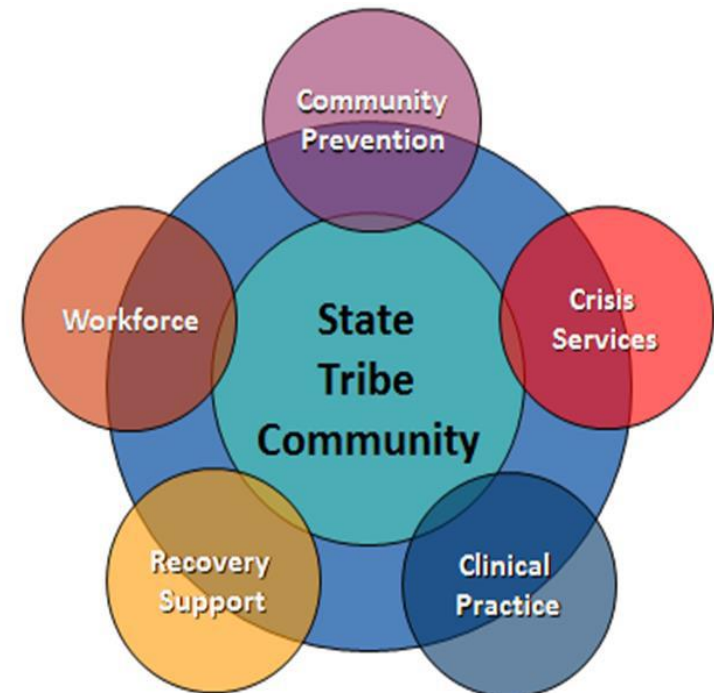 Community
Prevention
Crisis
Services
Workforce
State
Tribe
Community
Recovery
Support
Clinical
Practice